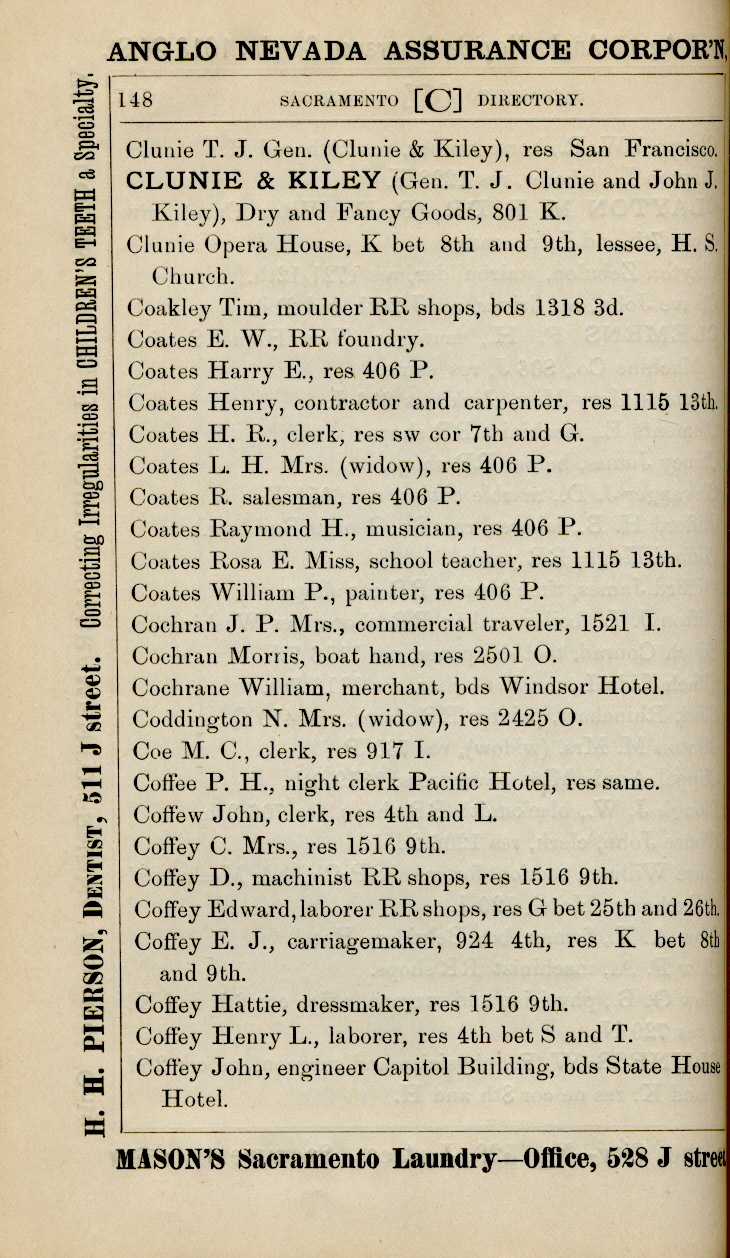 ANGLO NEVADA ASSURANCE CORPOR'N,
148 SACRAMENTO [C] DIRECTORY.
Clunie T. J. Gen. (Clunie & Kiley), res San Francisco.
CLUNIE & KILEY (Gen. T. J. Clunie and John J.
Kiley), Dry and Fancy Goods, 801 K.
Clunie Opera House, K bet 8th and 9th, lessee, H. S.
Church.
Coakley Tim, moulder RR shops, bds 1318 3d.
Coates E. W., RR foundry.
Coates Harry E., res 406 P.
Coates Henry, contractor and carpenter, res 1115 13th.
Coates H. R., clerk, res sw cor 7th and G.
Coates L. H. Mrs. (widow), res 406 P.
Coates R. salesman, res 406 P.
Coates Raymond H., musician, res 406 P.
Coates Rosa E. Miss, school teacher, res 1115 13th.
Coates William P., painter, res 406 P.
Cochran J. P. Mrs., commercial traveler, 1521 I.
Cochran Morris, boat hand, res 2501 O.
Cochrane William, merchant, bds Windsor Hotel.
Coddington N. Mrs. (widow), res 2425 O.
Coe M. C., clerk, res 917 I.
Coffee P. H., night clerk Pacific Hotel, res same.
Coffew John, clerk, res 4th and L.
Coffey C. Mrs., res 1516 9th.
Coffey D., machinist RR shops, res 1516 9th.
Coffey Edward, laborer RR shops, res G bet 25th and 26th.
Coffey E. J., carriagemaker, 924 4th, res K bet 8th
and 9th.
Coffey Hattie, dressmaker, res 1516 9th.
Coffey Henry L., laborer, res 4th bet S and T.
Coffey John, engineer Capitol Building, bds State House
Hotel.
MASON'S Sacramento Laundry—Office, 528 J street
H. H. PIERSON, DENTIST, 511 J street. Correcting Irregularities in CHILDREN'S TEETH a Specialty.